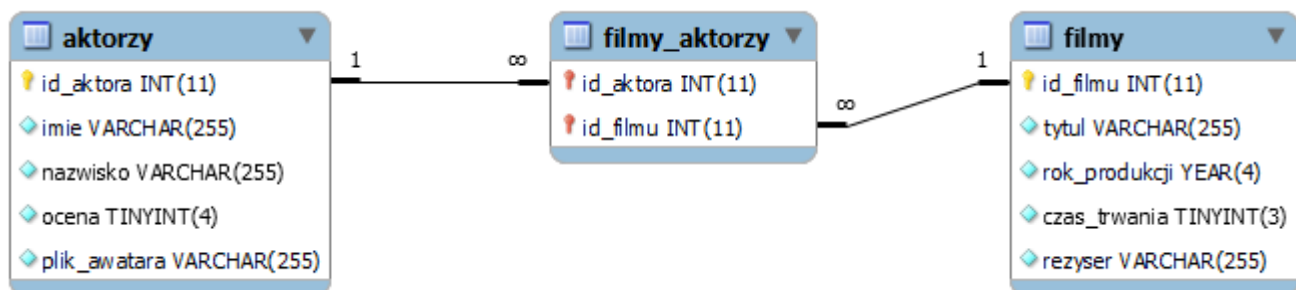 aktorzy
id_aktora INT(11)
imie VARCHAR(255)
nazwisko VARCHAR(255)
ocena TINYINT(4)
plik_awatara VARCHAR(255)
1
∞
filmy_aktorzy
id_aktora INT(11)
id_filmu INT(11)
∞
1
filmy
id_filmu INT(11)
tytul VARCHAR(255)
rok_produkcji YEAR(4)
czas_trwania TINYINT(3)
rezyser VARCHAR(255)